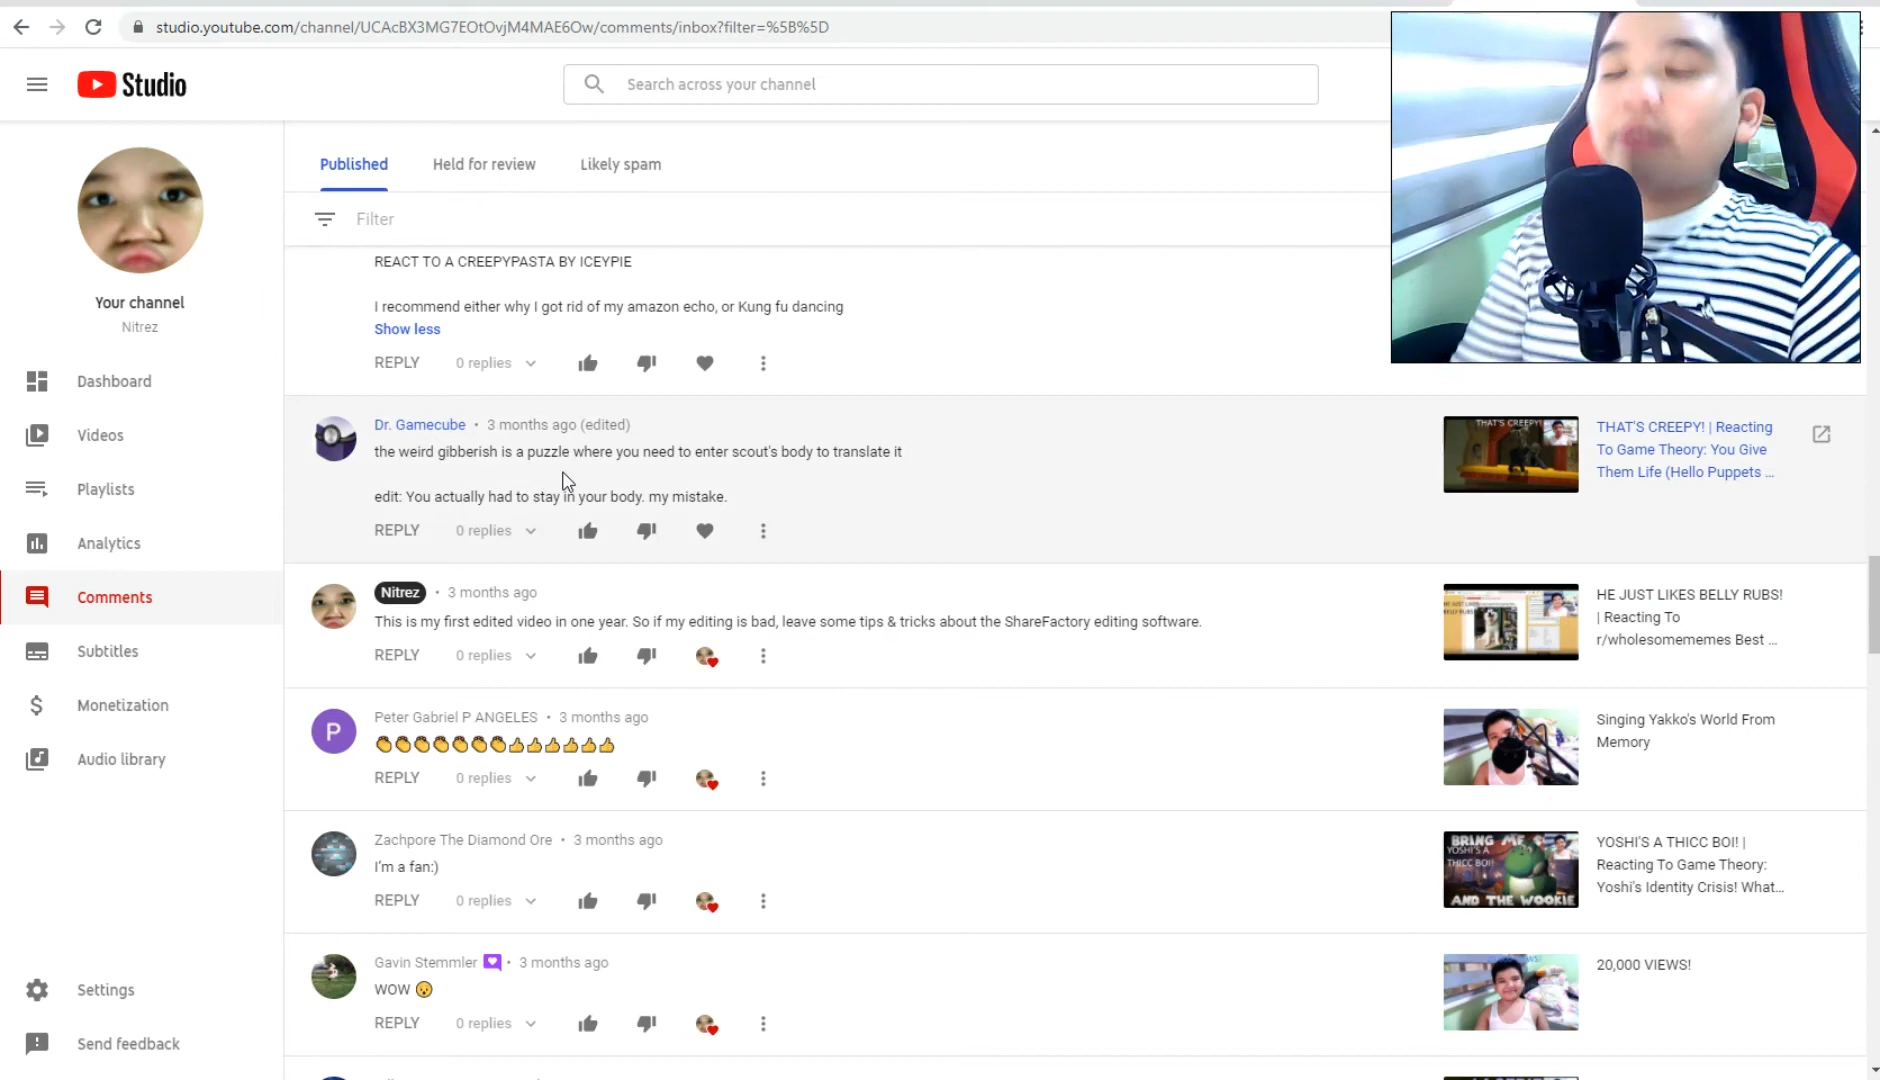 studio.youtube.com/channel/UCAcBX3MG7EOtOvjM4MAE6Ow/comments/inbox?filter=%5B%5D
Studio
Search across your channel
Your channel
Nitrez
Dashboard
Videos
Playlists
Analytics
Comments
Subtitles
Monetization
Audio library
Settings
Send feedback
Published
Held for review
Likely spam
Filter
REACT TO A CREEPYPASTA BY ICEYPIE
I recommend either why I got rid of my amazon echo, or Kung fu dancing
Show less
REPLY 0 replies
Dr. Gamecube • 3 months ago (edited)
the weird gibberish is a puzzle where you need to enter scout's body to translate it
edit: You actually had to stay in your body. my mistake.
REPLY 0 replies
THAT'S CREEPY!
THAT'S CREEPY! | Reacting
To Game Theory: You Give
Them Life (Hello Puppets ...
Nitrez • 3 months ago
This is my first edited video in one year. So if my editing is bad, leave some tips & tricks about the ShareFactory editing software.
REPLY 0 replies
HE JUST LIKES BELLY RUBS!
| Reacting To
r/wholesomememes Best ...
P
Peter Gabriel P ANGELES • 3 months ago
👏👏👏👏👏👏👏👍👍👍👍👍👍
REPLY 0 replies
Singing Yakko's World From
Memory
Zachpore The Diamond Ore • 3 months ago
I'm a fan:)
REPLY 0 replies
BRING ME
YOSHI'S A
THICC BOI!
AND THE WOOKIE
YOSHI'S A THICC BOI! |
Reacting To Game Theory:
Yoshi's Identity Crisis! What...
Gavin Stemmler • 3 months ago
WOW 😮
REPLY 0 replies
20,000 VIEWS!